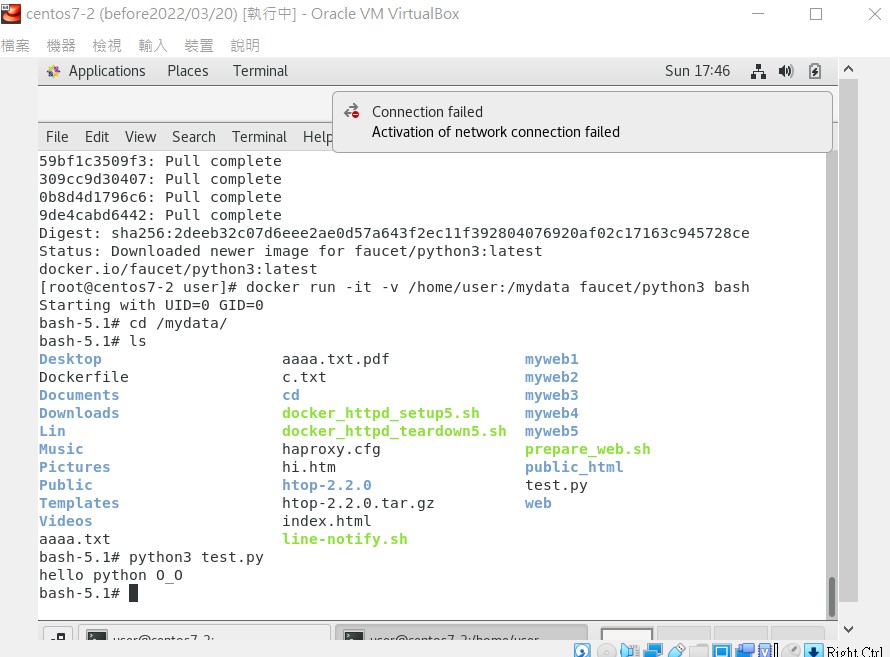 centos7-2 (before2022/03/20) [執行中] - Oracle VM VirtualBox
檔案 機器 檢視 輸入 裝置 說明
Applications Places Terminal Sun 17:46
Connection failed
Activation of network connection failed
File Edit View Search Terminal Help
59bf1c3509f3: Pull complete
309cc9d30407: Pull complete
0b8d4d1796c6: Pull complete
9de4cabd6442: Pull complete
Digest: sha256:2deeb32c07d6eee2ae0d57a643f2ec11f392804076920af02c17163c945728ce
Status: Downloaded newer image for faucet/python3:latest
docker.io/faucet/python3:latest
[root@centos7-2 user]# docker run -it -v /home/user:/mydata faucet/python3 bash
Starting with UID=0 GID=0
bash-5.1# cd /mydata/
bash-5.1# ls
Desktop aaaa.txt.pdf myweb1
Dockerfile c.txt myweb2
Documents cd myweb3
Downloads docker_httpd_setup5.sh myweb4
Lin docker_httpd_teardown5.sh myweb5
Music haproxy.cfg prepare_web.sh
Pictures hi.htm public_html
Public htop-2.2.0 test.py
Templates htop-2.2.0.tar.gz web
Videos index.html
aaaa.txt line-notify.sh
bash-5.1# python3 test.py
hello python O_O
bash-5.1#
user@centos7-2: user@centos7-2:/home/user
Right Ctrl